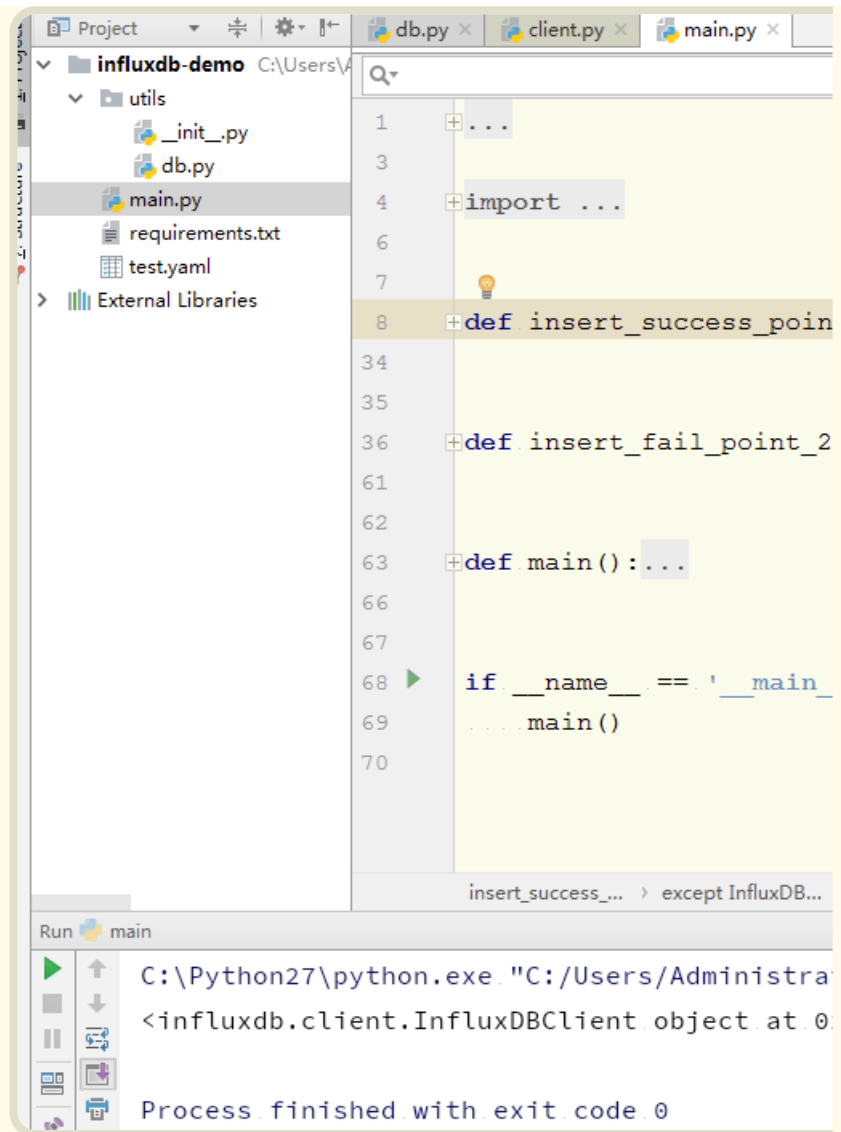 Project
db.py
client.py
main.py
influxdb-demo C:\Users\A
utils
__init__.py
db.py
main.py
requirements.txt
test.yaml
External Libraries
1 ...
3
4 import ...
6
7
8 def insert_success_poin
34
35
36 def insert_fail_point_2
61
62
63 def main():...
66
67
68 if __name__ == '__main_
69 main()
70
insert_success_... › except InfluxDB...
Run main
C:\Python27\python.exe "C:/Users/Administra
<influxdb.client.InfluxDBClient object at 0
Process finished with exit code 0